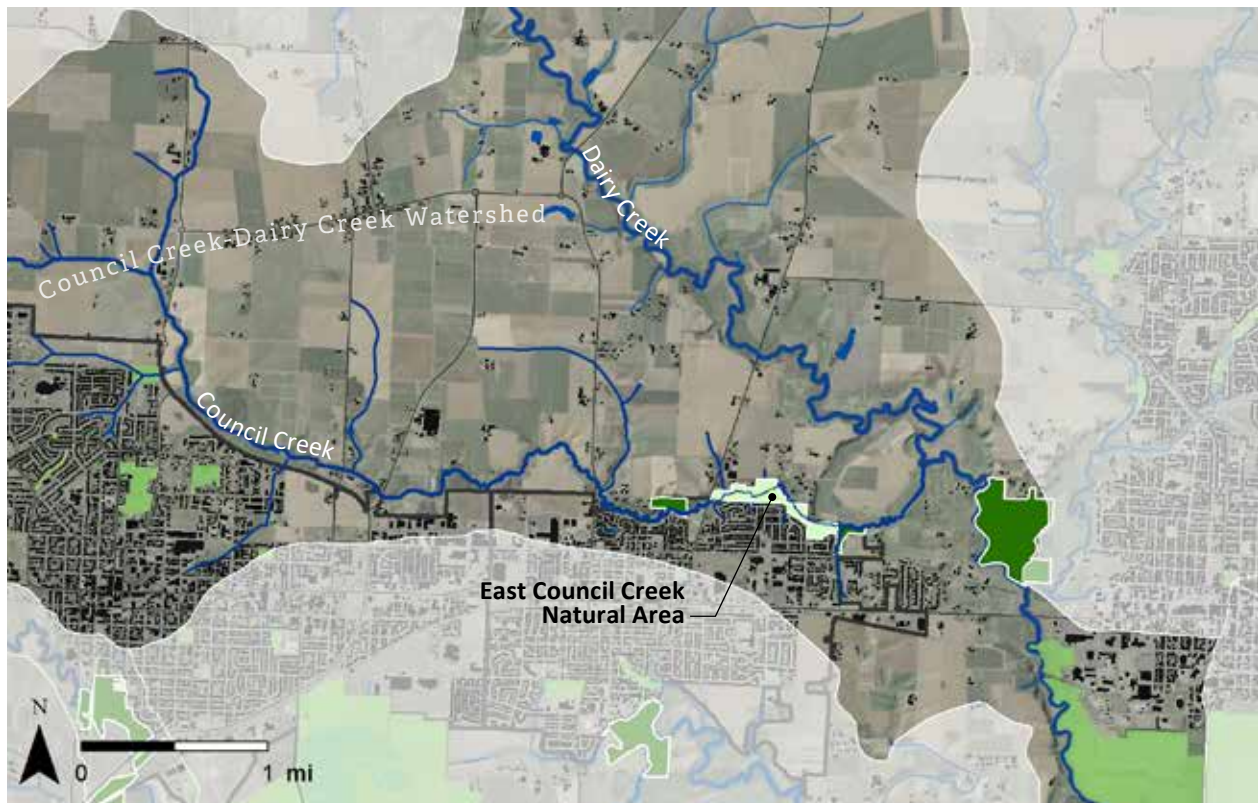 Dairy Creek
Council Creek-Dairy Creek Watershed
Council Creek
East Council Creek
Natural Area
N
0 1 mi